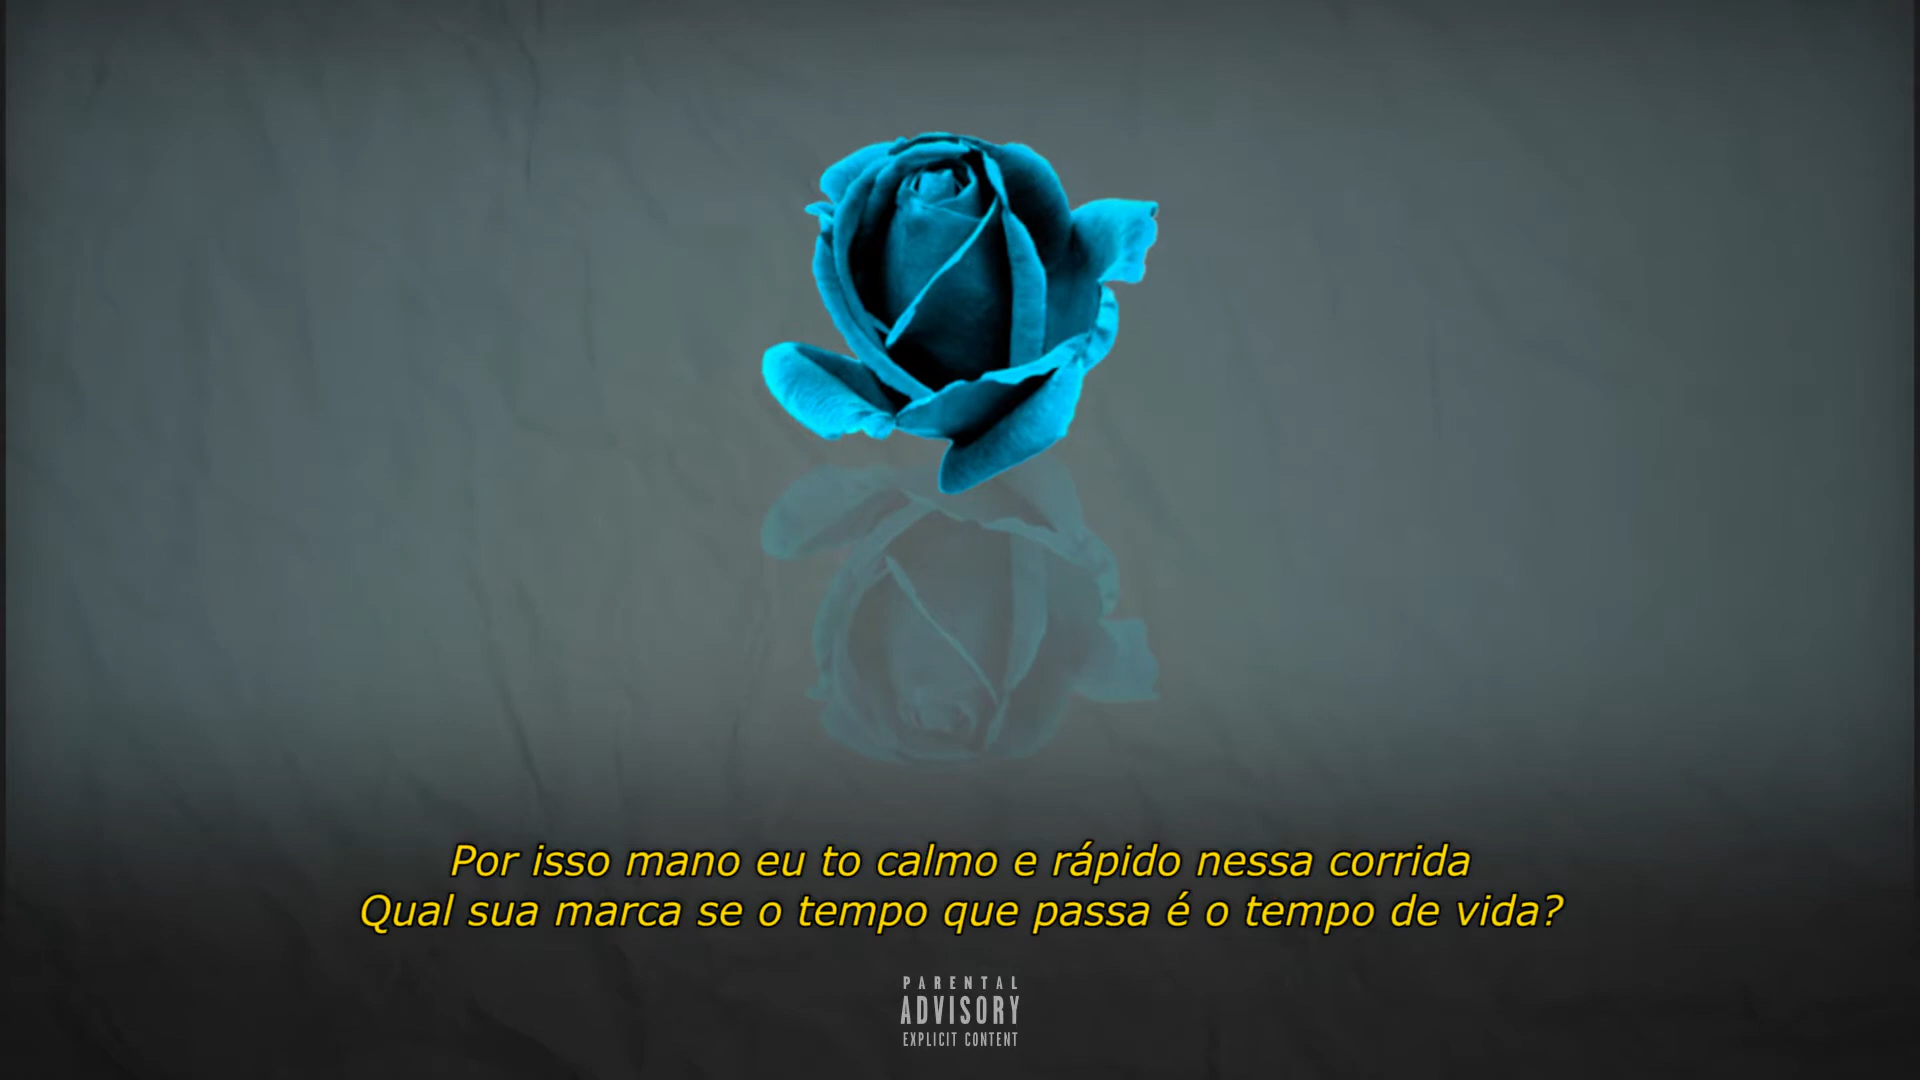 Por isso mano eu to calmo e rápido nessa corrida
Qual sua marca se o tempo que passa é o tempo de vida?
PARENTAL
ADVISORY
EXPLICIT CONTENT